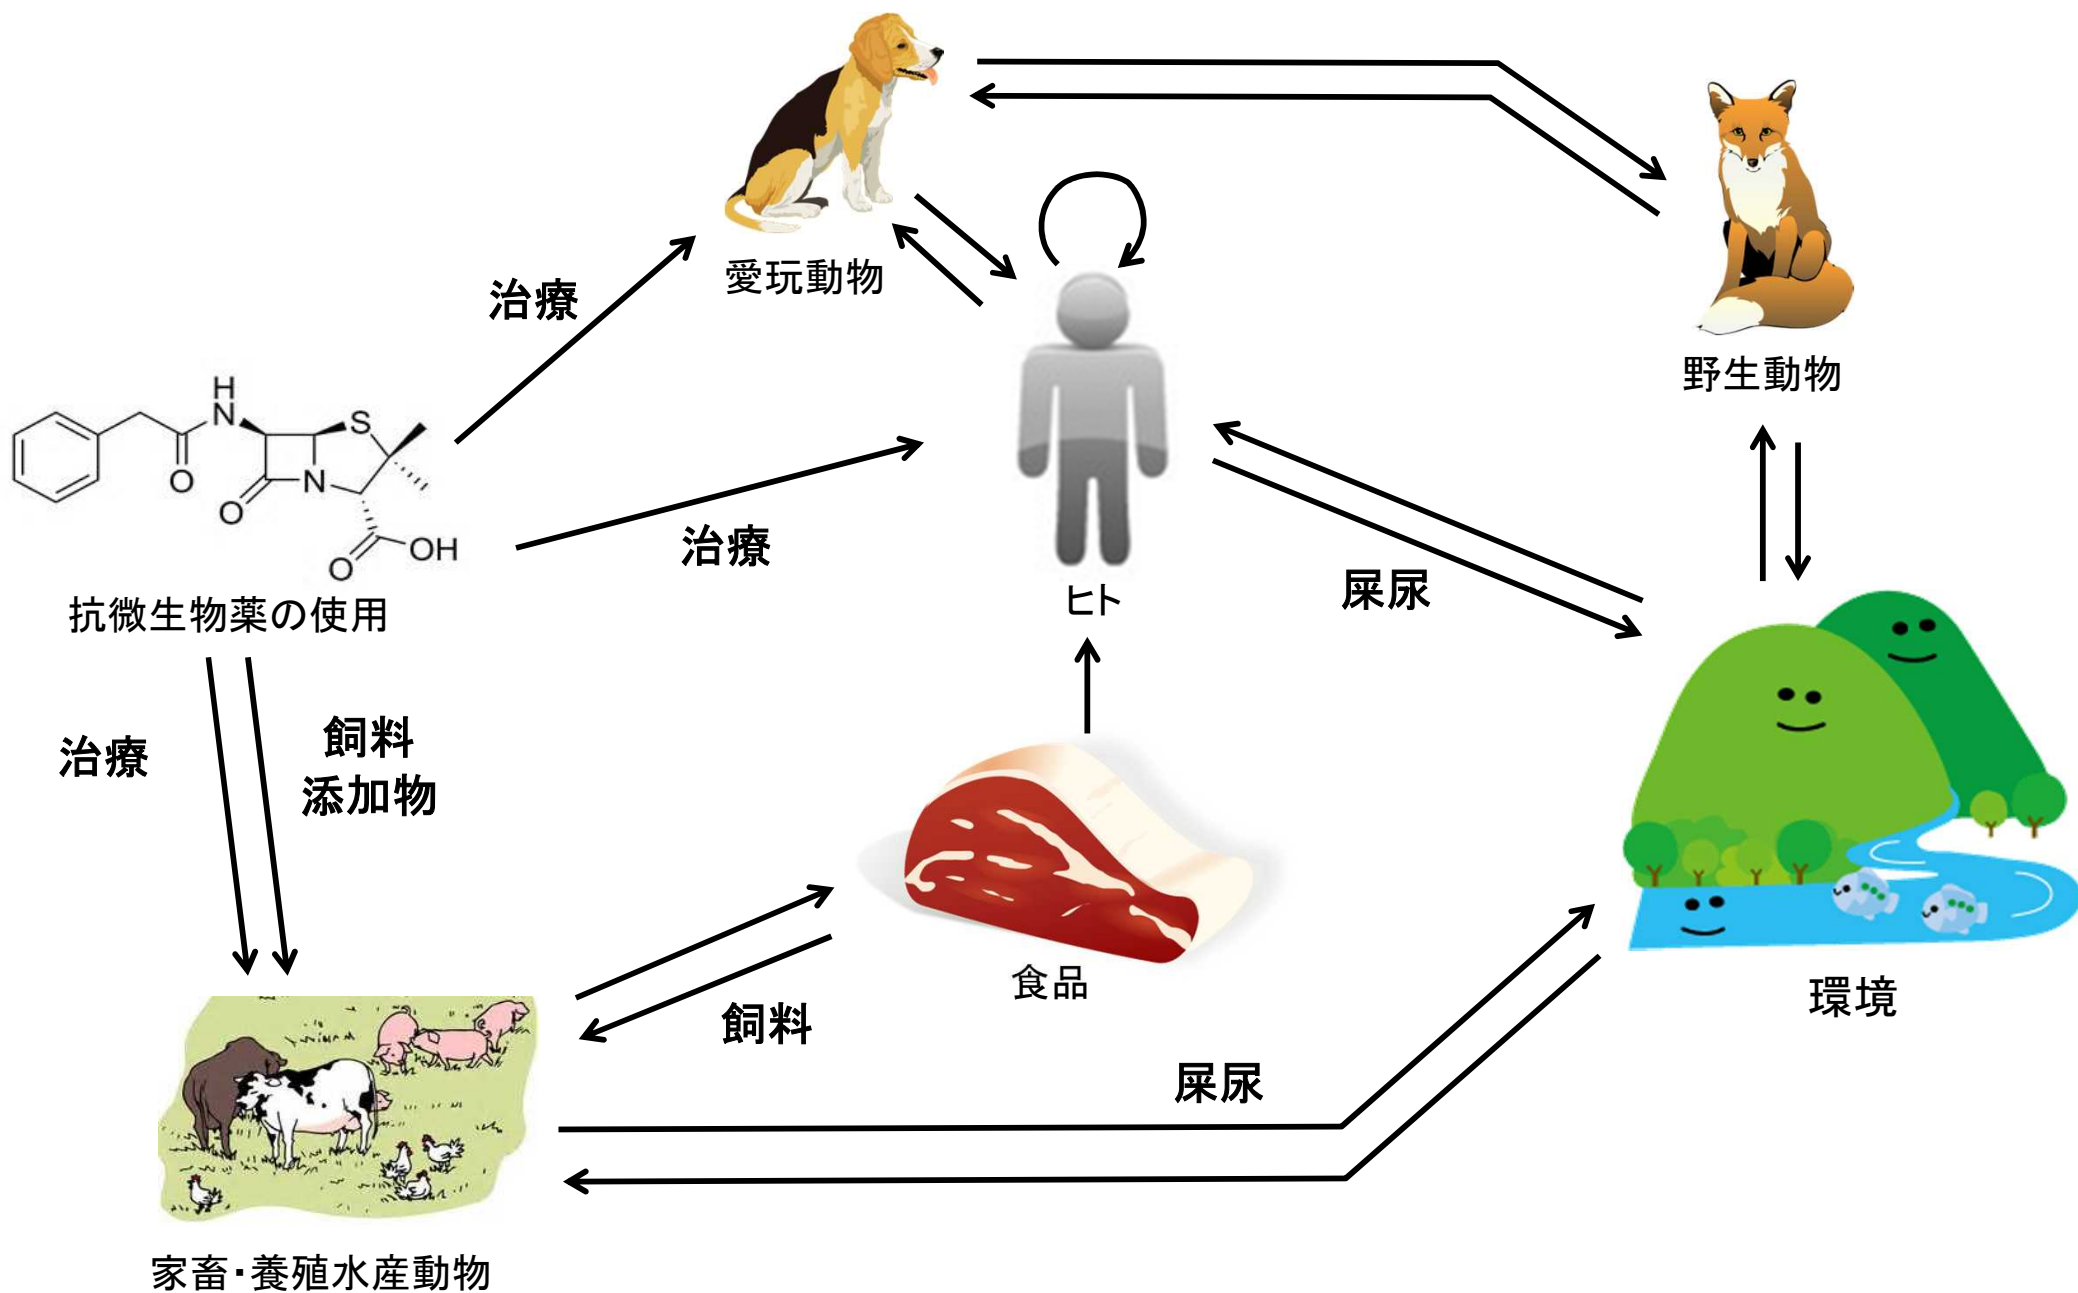 愛玩動物
治療
野生動物
H
N
S
O
N
O
O
OH
治療
ヒト
屎尿
抗微生物薬の使用
治療
飼料
添加物
食品
飼料
環境
屎尿
家畜・養殖水産動物